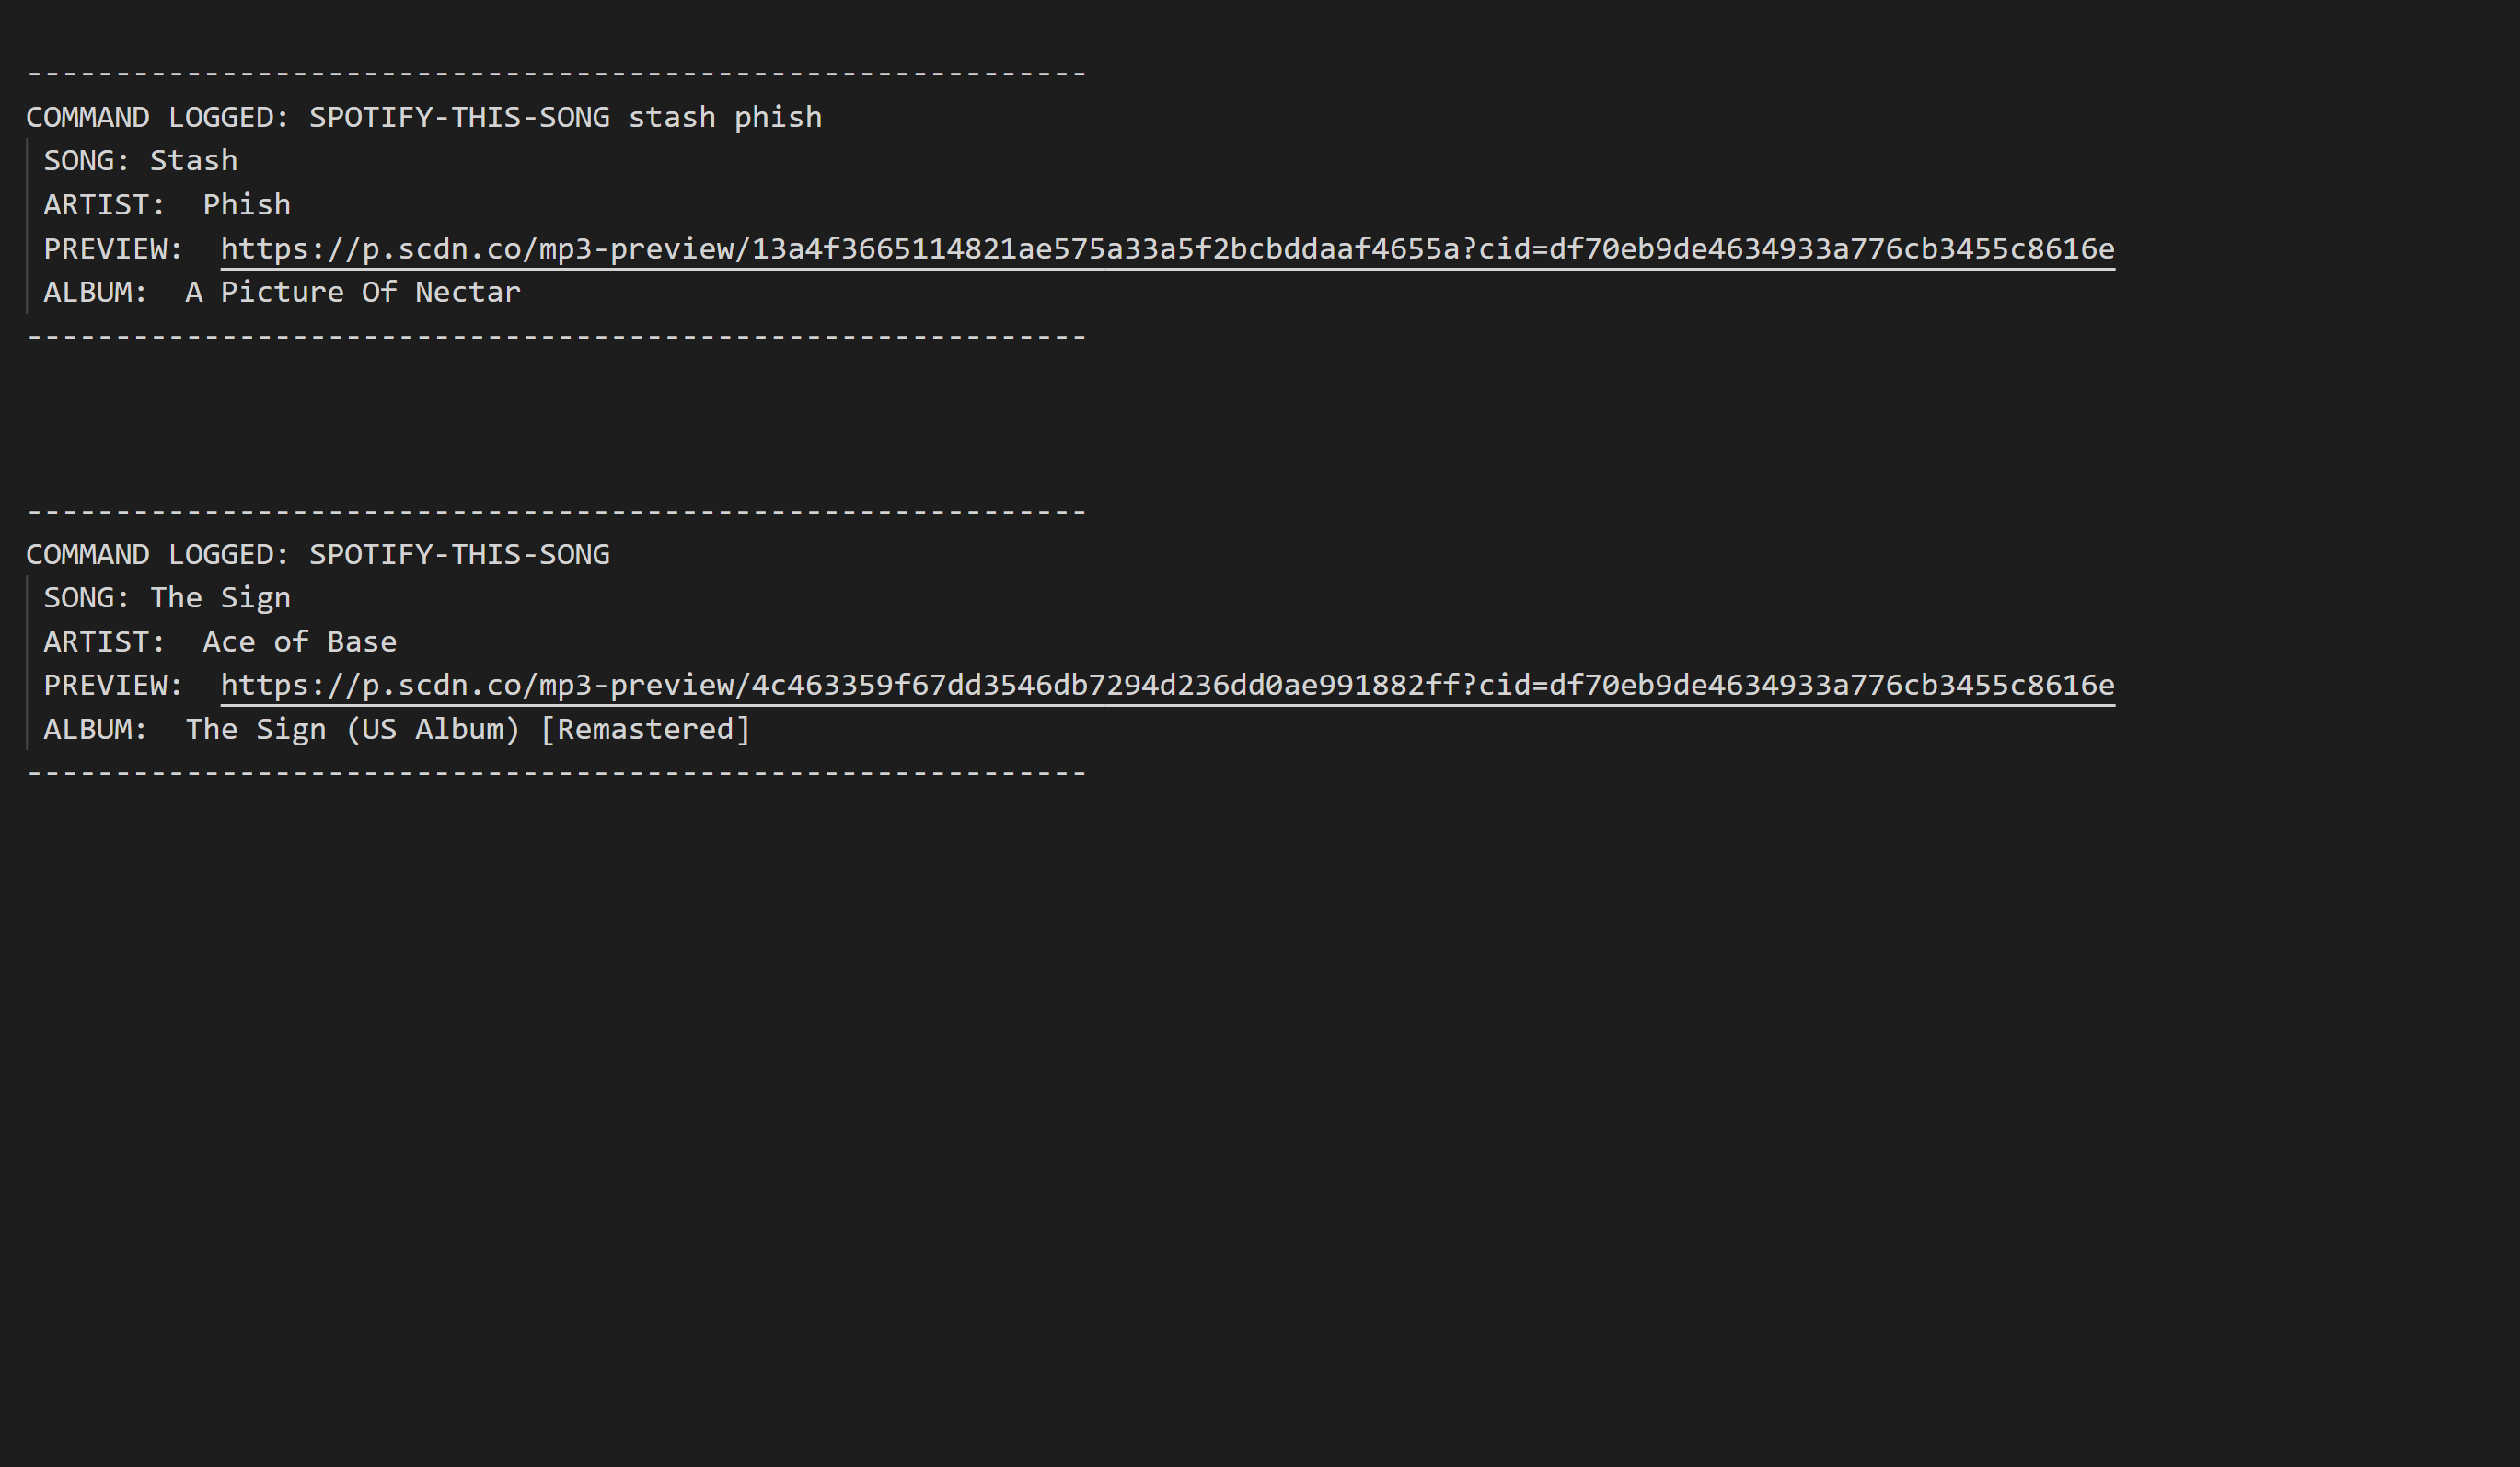 ------------------------------------------------------------
COMMAND LOGGED: SPOTIFY-THIS-SONG stash phish
SONG: Stash
ARTIST:  Phish
PREVIEW:  https://p.scdn.co/mp3-preview/13a4f3665114821ae575a33a5f2bcbddaaf4655a?cid=df70eb9de4634933a776cb3455c8616e
ALBUM:  A Picture Of Nectar
------------------------------------------------------------
------------------------------------------------------------
COMMAND LOGGED: SPOTIFY-THIS-SONG
SONG: The Sign
ARTIST:  Ace of Base
PREVIEW:  https://p.scdn.co/mp3-preview/4c463359f67dd3546db7294d236dd0ae991882ff?cid=df70eb9de4634933a776cb3455c8616e
ALBUM:  The Sign (US Album) [Remastered]
------------------------------------------------------------